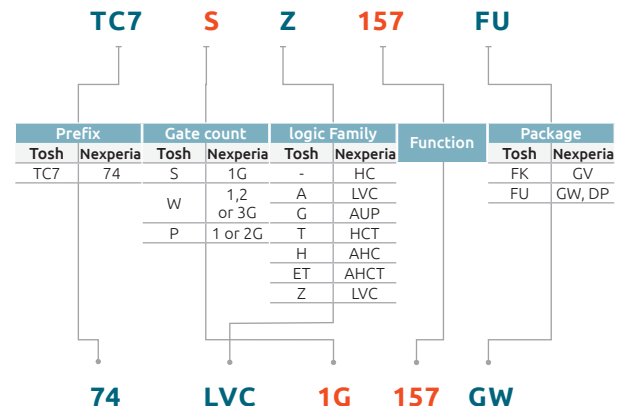 TC7 S Z 157 FU
Prefix Gate count logic Family Function Package
Tosh Nexperia Tosh Nexperia Tosh Nexperia Tosh Nexperia
TC7 74 S 1G - HC FK GV
W 1,2 or 3G A LVC FU GW, DP
G AUP
P 1 or 2G T HCT
H AHC
ET AHCT
Z LVC
74 LVC 1G 157 GW